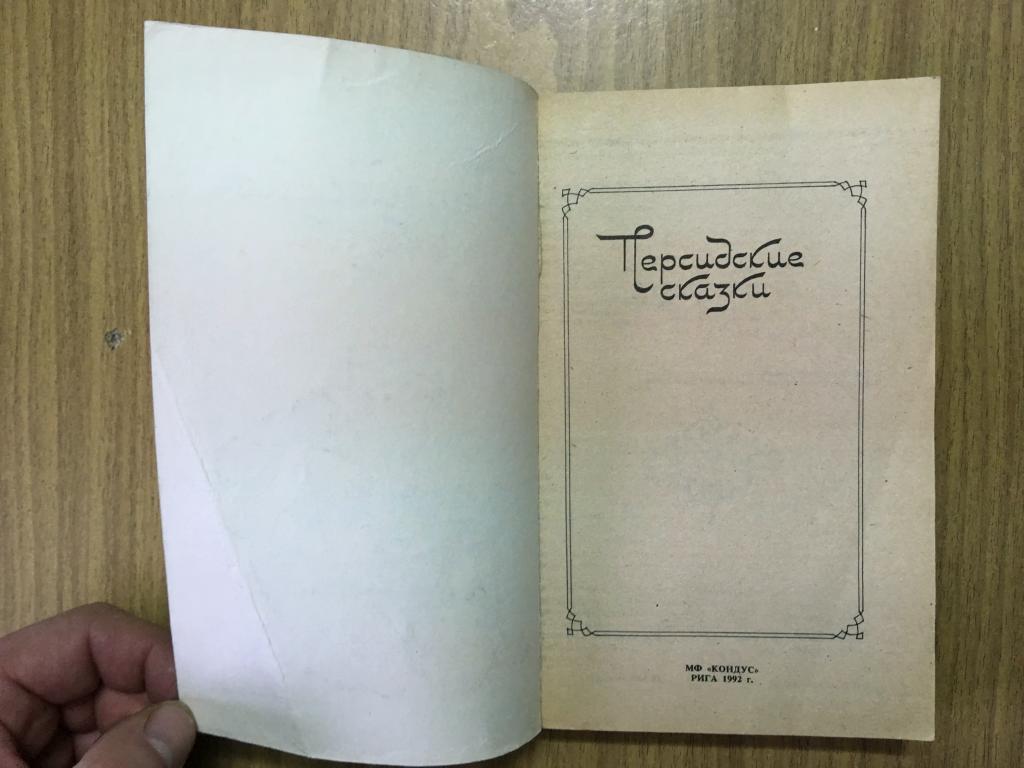 Персидские
сказки
МФ «КОНДУС»
РИГА 1992 г.